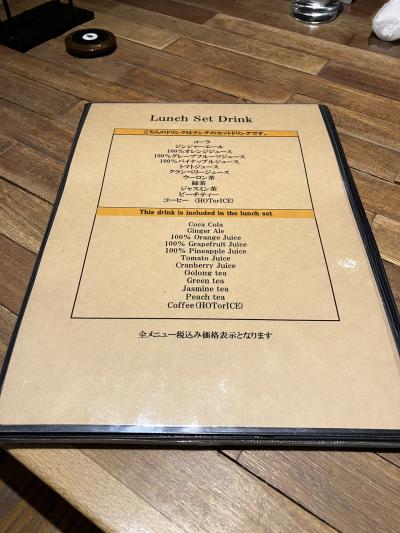 Lunch Set Drink
こちらのドリンクはランチのセットドリンクです。
コーラ
ジンジャーエール
100%オレンジジュース
100%グレープフルーツジュース
100%パイナップルジュース
トマトジュース
クランベリージュース
ウーロン茶
緑茶
ジャスミン茶
ピーチティー
コーヒー (HOTorICE)
This drink is included in the lunch set
Coca Cola
Ginger Ale
100% Orange Juice
100% Grapefruit Juice
100% Pineapple Juice
Tomato Juice
Cranberry Juice
Oolong tea
Green tea
Jasmine tea
Peach tea
Coffee(HOTorICE)
全メニュー税込み価格表示となります